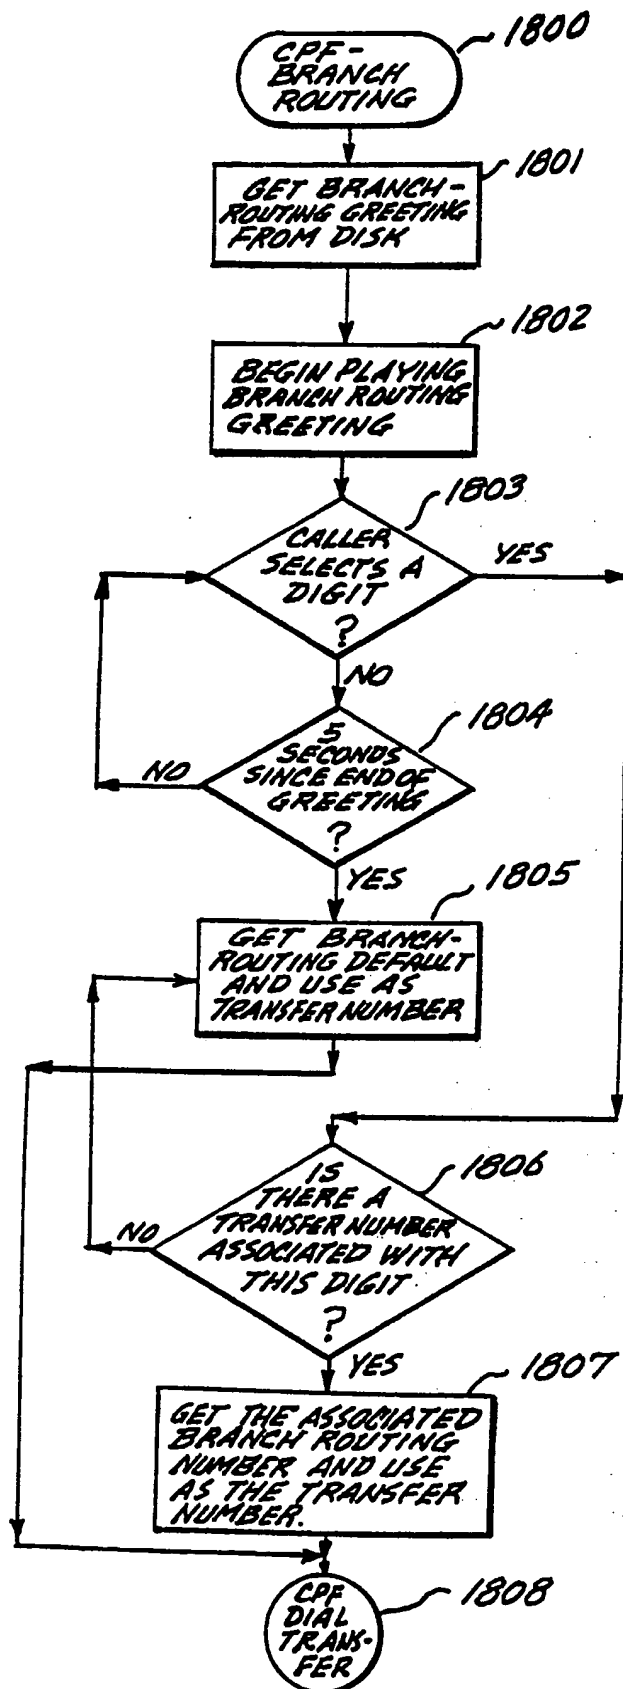 1800
CPF-
BRANCH
ROUTING
1801
GET BRANCH-
ROUTING GREETING
FROM DISK
1802
BEGIN PLAYING
BRANCH ROUTING
GREETING
1803
CALLER
SELECTS A
DIGIT
?
YES
NO
1804
5
SECONDS
SINCE END OF
GREETING
?
NO
YES
1805
GET BRANCH-
ROUTING DEFAULT
AND USE AS
TRANSFER NUMBER
1806
IS
THERE A
TRANSFER NUMBER
ASSOCIATED WITH
THIS DIGIT
?
NO
YES
1807
GET THE ASSOCIATED
BRANCH ROUTING
NUMBER AND USE
AS THE TRANSFER
NUMBER.
1808
CPF
DIAL
TRANS-
FER